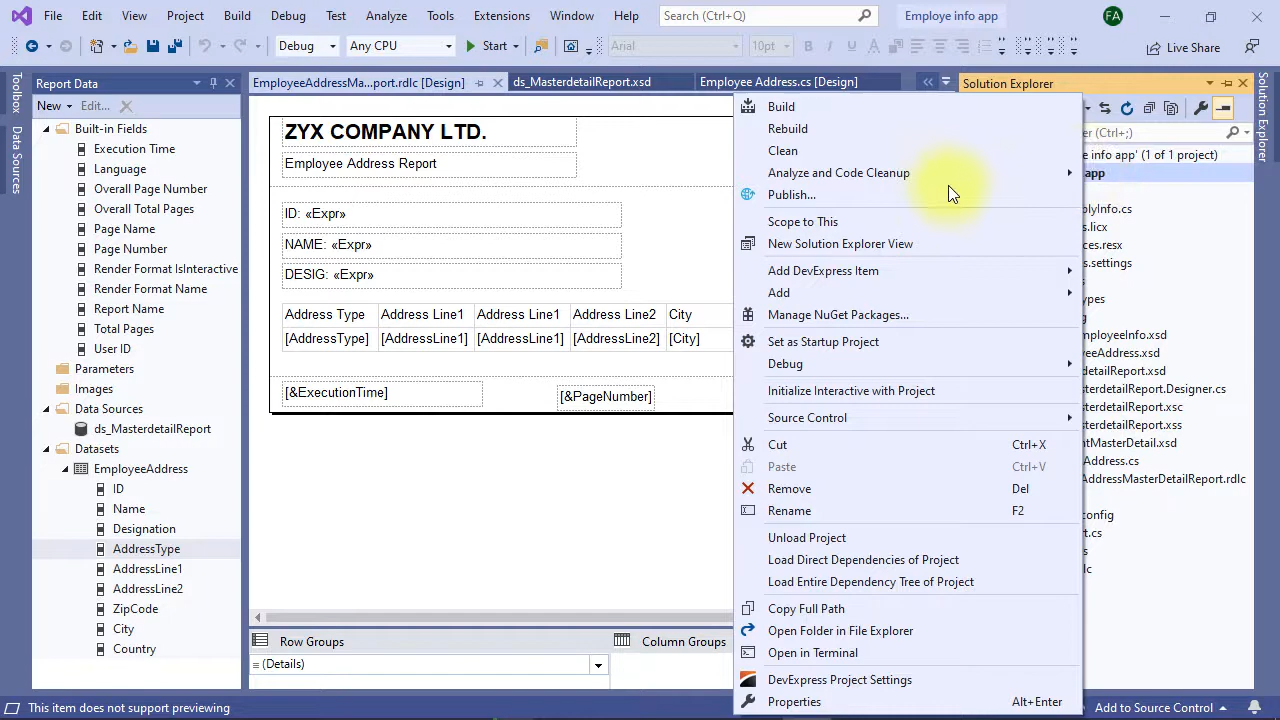 File Edit View Git Project Build Debug Test Analyze Tools Extensions Window Help Search (Ctrl+Q) Employe info app FA
Debug Any CPU Start Arial 10pt Live Share
Toolbox
Data Sources
Report Data
New Edit...
Built-in Fields
Execution Time
Language
Overall Page Number
Overall Total Pages
Page Name
Page Number
Render Format IsInteractive
Render Format Name
Report Name
Total Pages
User ID
Parameters
Images
Data Sources
ds_MasterdetailReport
Datasets
EmployeeAddress
ID
Name
Designation
AddressType
AddressLine1
AddressLine2
ZipCode
City
Country
EmployeeAddressMa...port.rdlc [Design] ds_MasterdetailReport.xsd Employee Address.cs [Design]
ZYX COMPANY LTD.
Employee Address Report
ID: «Expr»
NAME: «Expr»
DESIG: «Expr»
Address Type Address Line1 Address Line1 Address Line2 City
[AddressType] [AddressLine1] [AddressLine1] [AddressLine2] [City]
[&ExecutionTime] [&PageNumber]
Row Groups Column Groups
(Details)
Build
Rebuild
Clean
Analyze and Code Cleanup
Publish...
Scope to This
New Solution Explorer View
Add DevExpress Item
Add
Manage NuGet Packages...
Set as Startup Project
Debug
Initialize Interactive with Project
Source Control
Cut Ctrl+X
Paste Ctrl+V
Remove Del
Rename F2
Unload Project
Load Direct Dependencies of Project
Load Entire Dependency Tree of Project
Copy Full Path
Open Folder in File Explorer
Open in Terminal
DevExpress Project Settings
Properties Alt+Enter
Solution Explorer
er (Ctrl+;)
e info app' (1 of 1 project)
app
plyInfo.cs
s.licx
ces.resx
s.settings
ypes
g
ployeeInfo.xsd
yeeAddress.xsd
detailReport.xsd
sterdetailReport.Designer.cs
sterdetailReport.xsc
sterdetailReport.xss
ntMasterDetail.xsd
Address.cs
AddressMasterDetailReport.rdlc
config
ort.cs
s
dlc
Solution Explorer
This item does not support previewing Add to Source Control